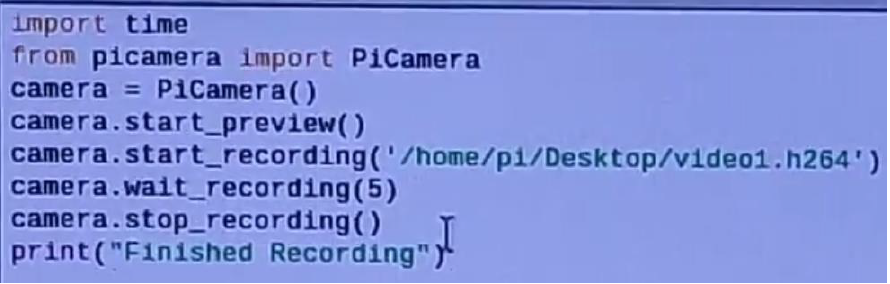 import time
from picamera import PiCamera
camera = PiCamera()
camera.start_preview()
camera.start_recording('/home/pi/Desktop/video1.h264')
camera.wait_recording(5)
camera.stop_recording()
print("Finished Recording")